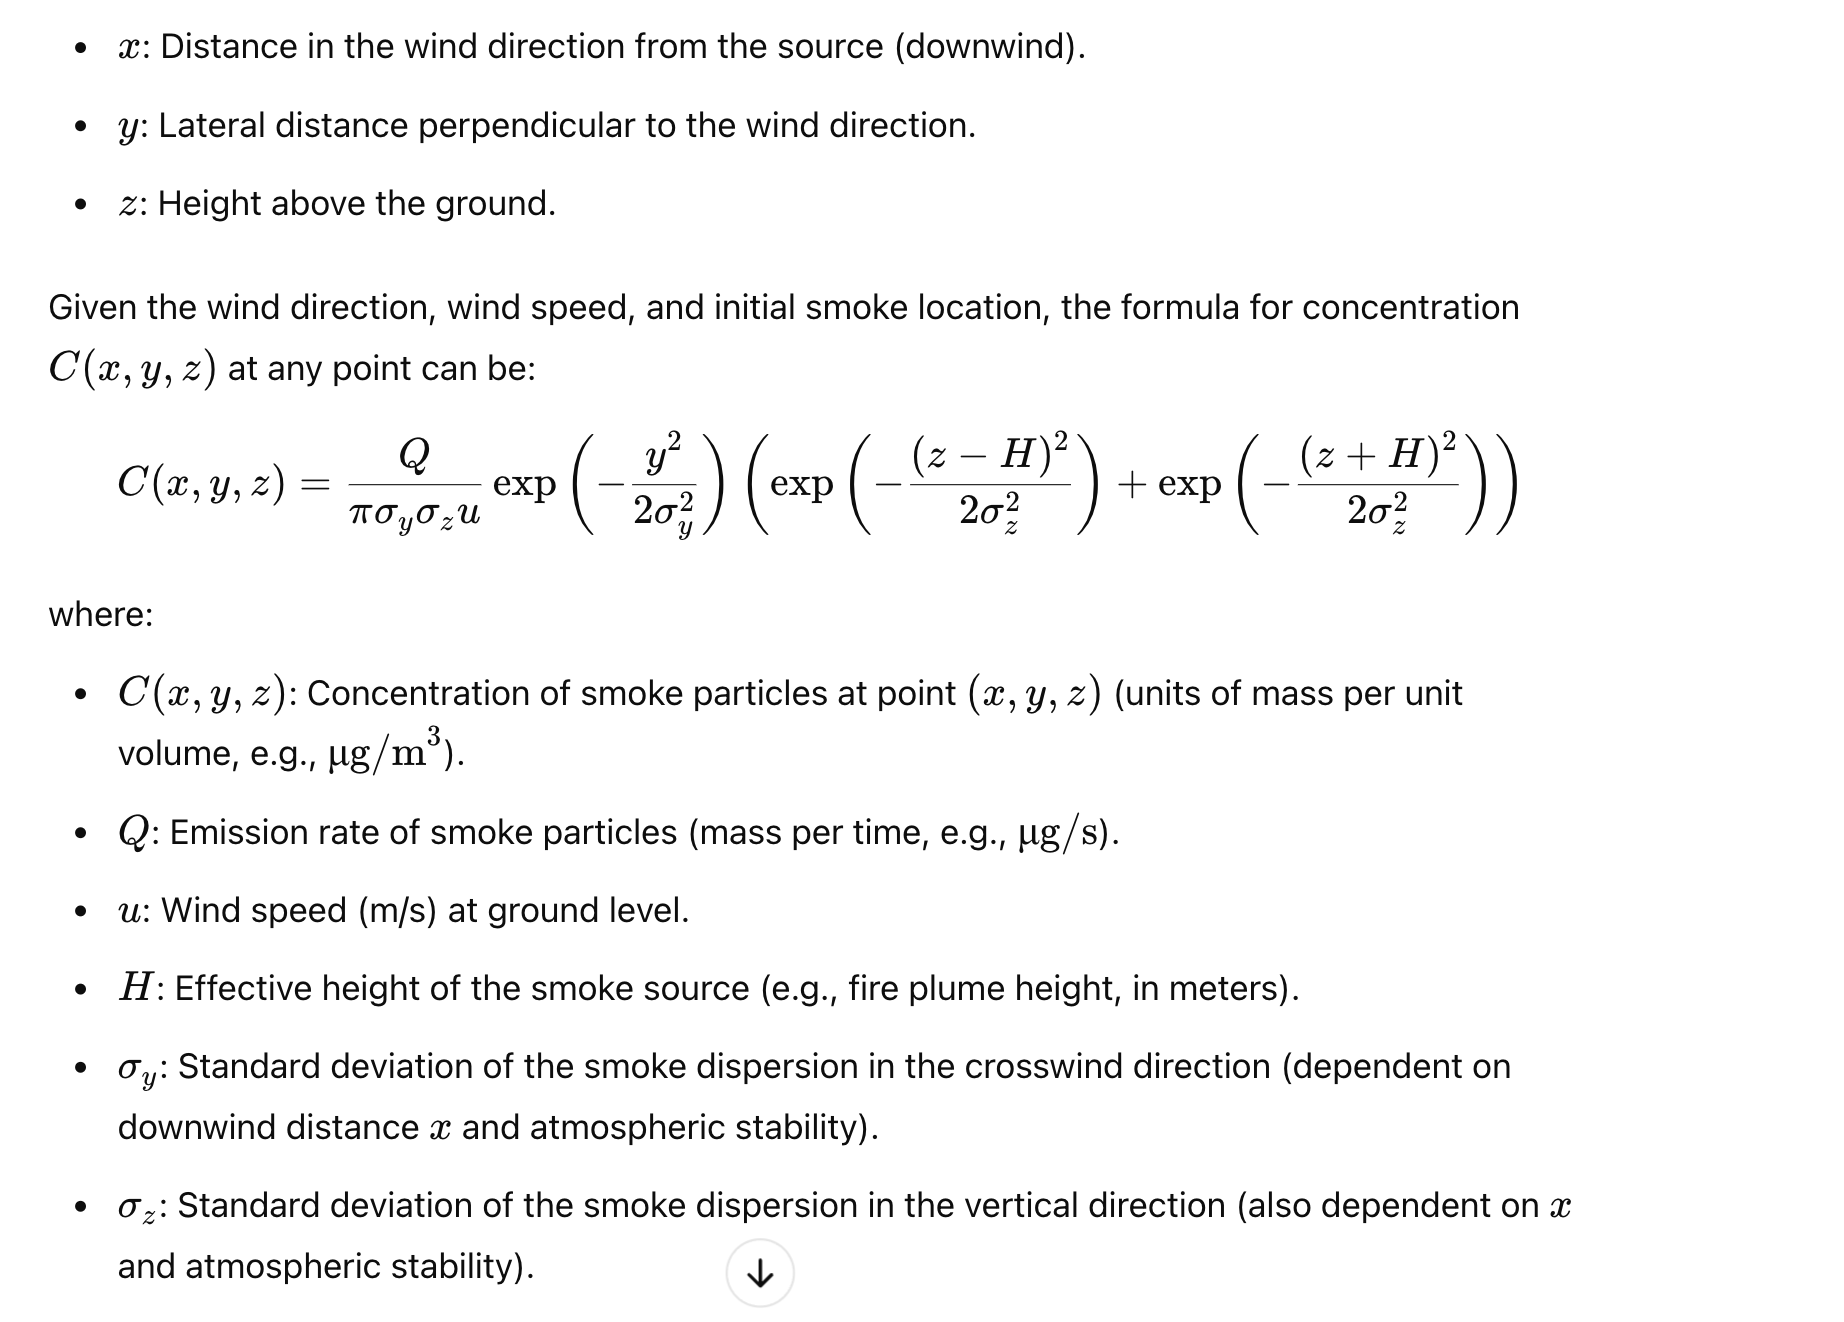 • x: Distance in the wind direction from the source (downwind).
• y: Lateral distance perpendicular to the wind direction.
• z: Height above the ground.
Given the wind direction, wind speed, and initial smoke location, the formula for concentration
C(x, y, z) at any point can be:
C(x, y, z) = \frac{Q}{\pi\sigma_y\sigma_z u} \exp\left(-\frac{y^2}{2\sigma_y^2}\right) \left(\exp\left(-\frac{(z - H)^2}{2\sigma_z^2}\right) + \exp\left(-\frac{(z + H)^2}{2\sigma_z^2}\right)\right)
where:
• C(x, y, z): Concentration of smoke particles at point (x, y, z) (units of mass per unit
volume, e.g., μg/m³).
• Q: Emission rate of smoke particles (mass per time, e.g., μg/s).
• u: Wind speed (m/s) at ground level.
• H: Effective height of the smoke source (e.g., fire plume height, in meters).
• σ_y: Standard deviation of the smoke dispersion in the crosswind direction (dependent on
downwind distance x and atmospheric stability).
• σ_z: Standard deviation of the smoke dispersion in the vertical direction (also dependent on x
and atmospheric stability).